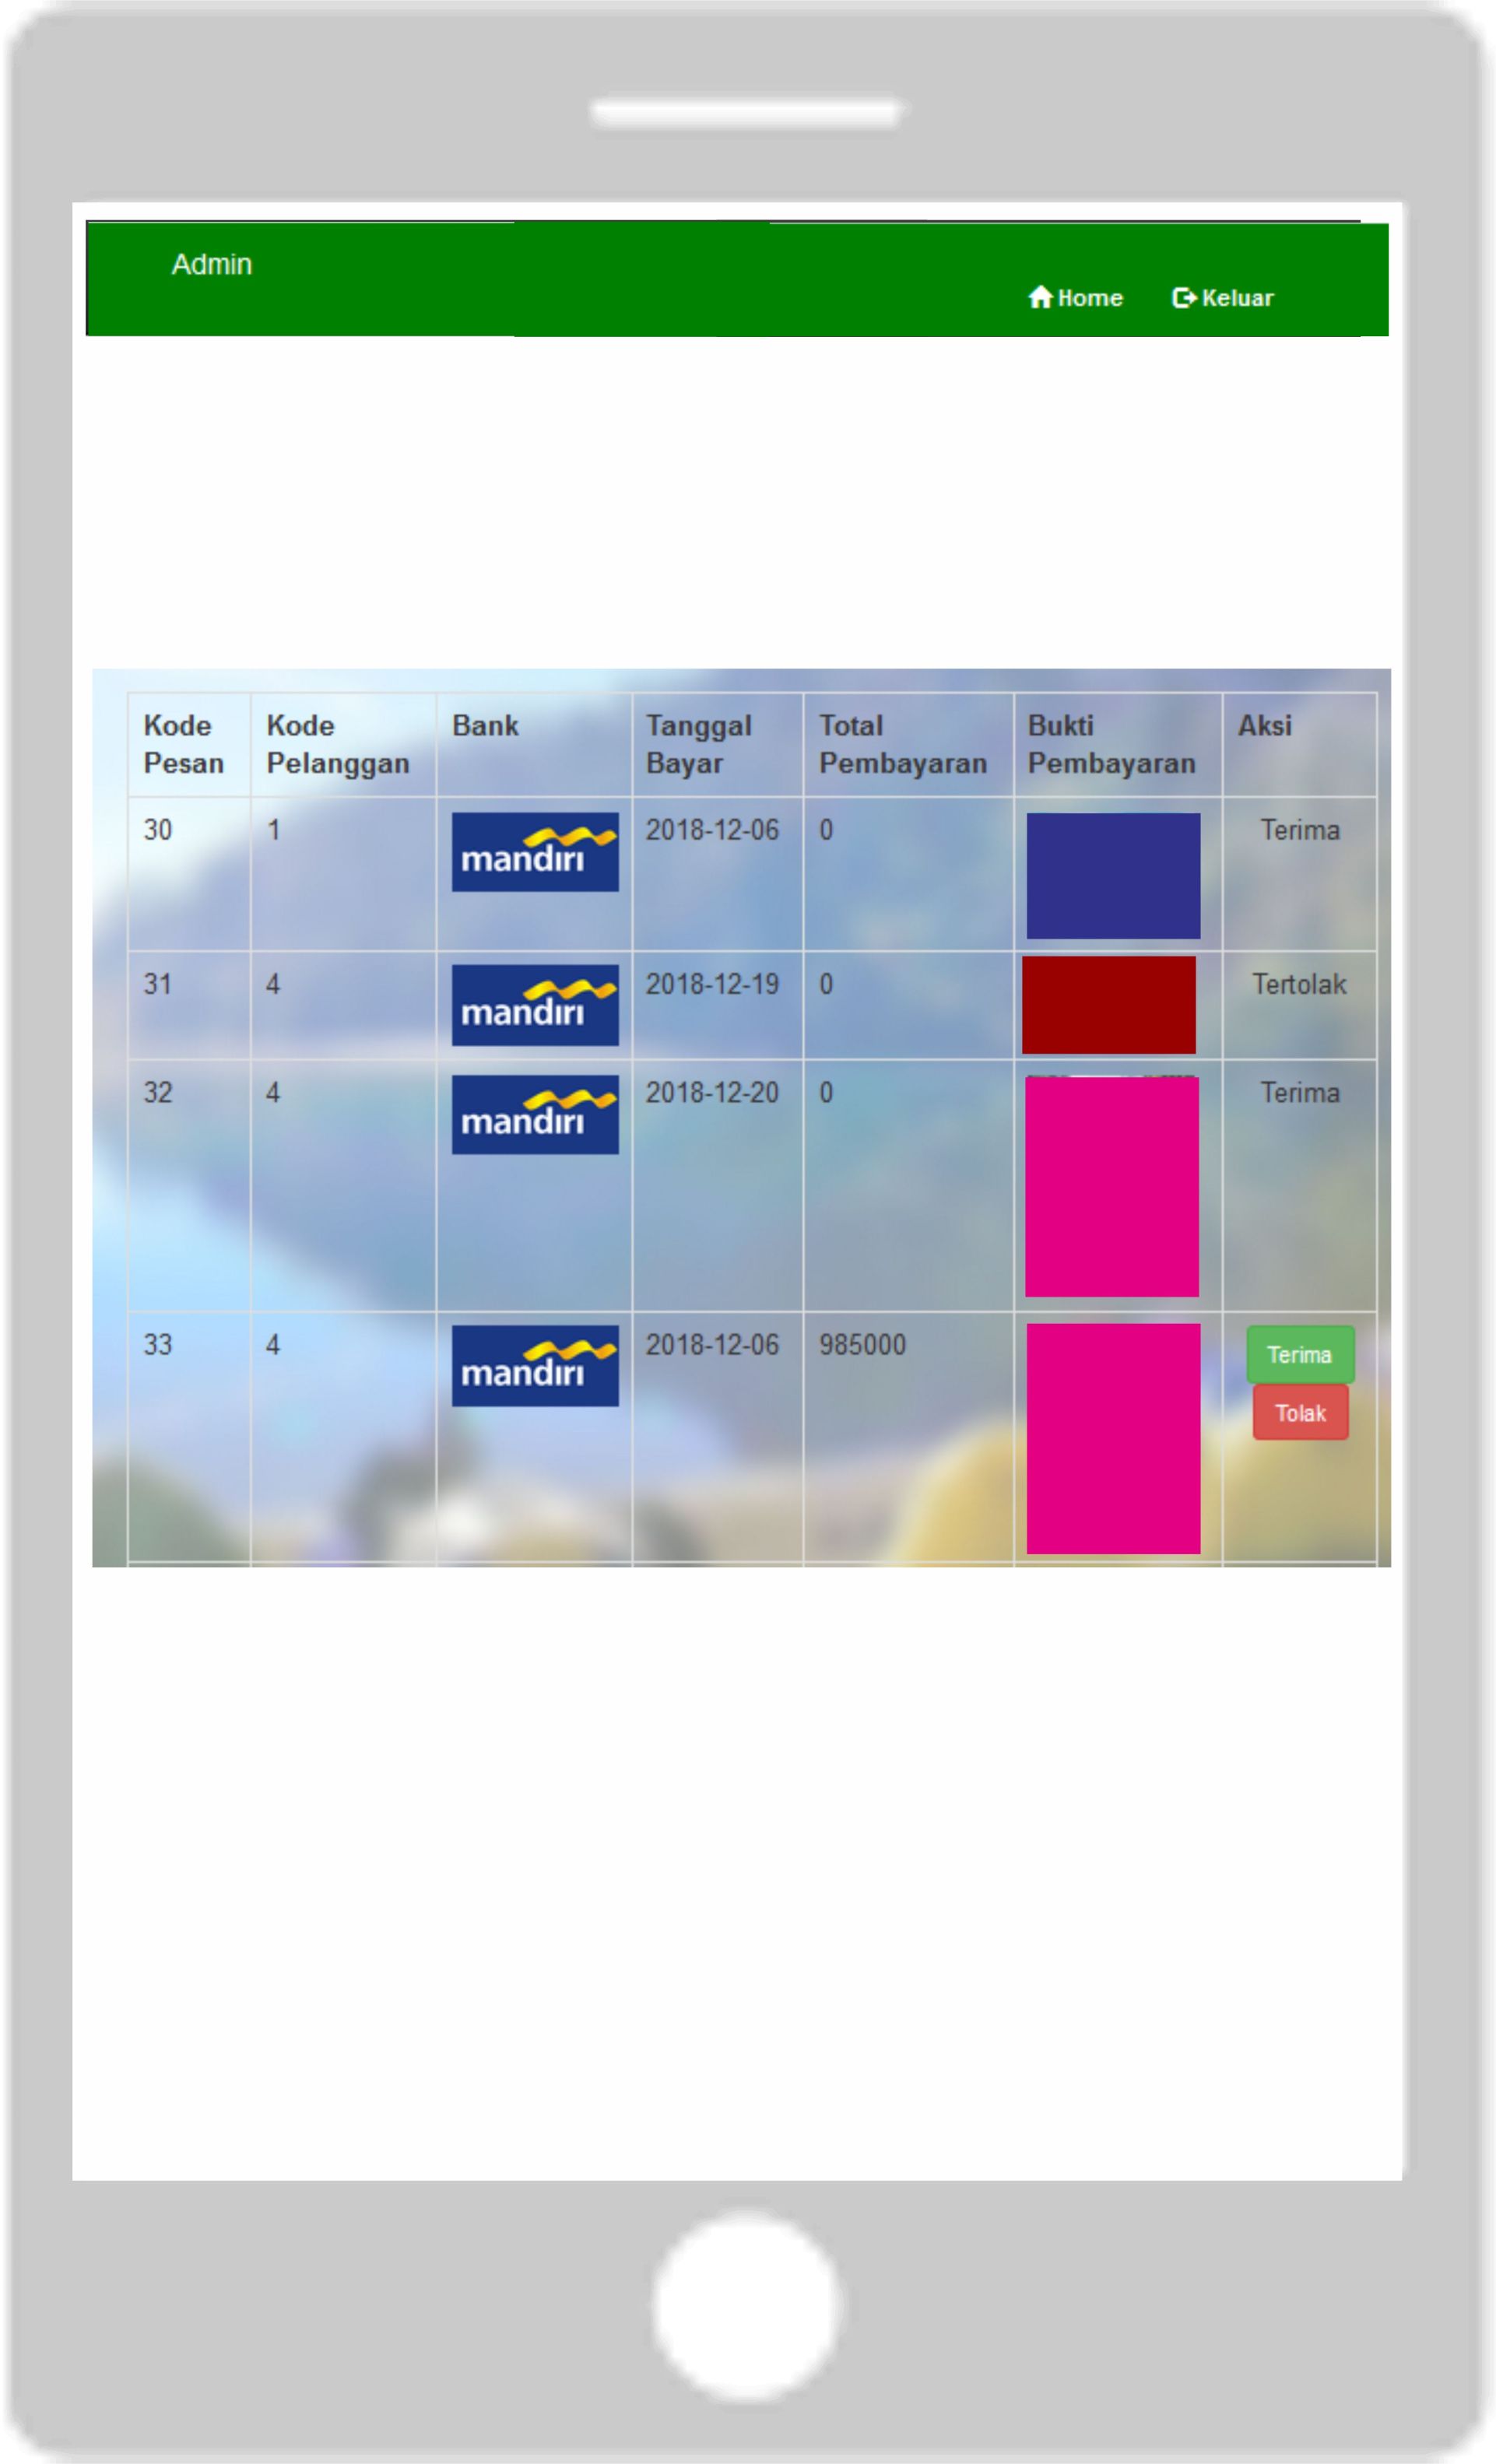 Admin
Home Keluar
Kode Pesan Kode Pelanggan Bank Tanggal Bayar Total Pembayaran Bukti Pembayaran Aksi
30 1 mandiri 2018-12-06 0 Terima
31 4 mandiri 2018-12-19 0 Tertolak
32 4 mandiri 2018-12-20 0 Terima
33 4 mandiri 2018-12-06 985000 Terima
Tolak